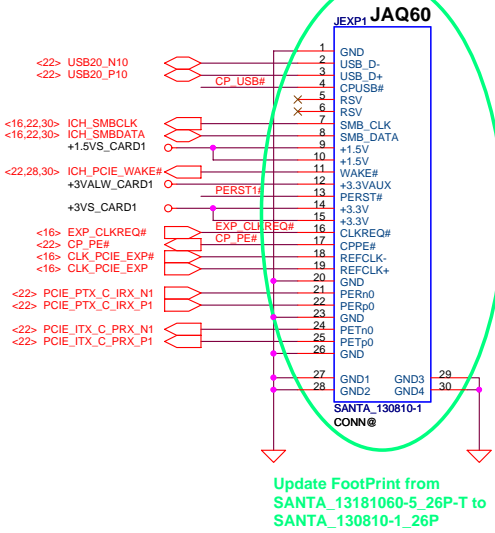 JAQ60
JEXP1
1 GND
<22> USB20_N10 2 USB_D-
<22> USB20_P10 3 USB_D+
CP_USB# 4 CPUSB#
5 RSV
6 RSV
<16,22,30> ICH_SMBCLK 7 SMB_CLK
<16,22,30> ICH_SMBDATA 8 SMB_DATA
+1.5VS_CARD1 9 +1.5V
10 +1.5V
<22,28,30> ICH_PCIE_WAKE# 11 WAKE#
+3VALW_CARD1 12 +3.3VAUX
PERST1# 13 PERST#
+3VS_CARD1 14 +3.3V
15 +3.3V
<16> EXP_CLKREQ# EXP_CLKREQ# 16 CLKREQ#
<22> CP_PE# CP_PE# 17 CPPE#
<16> CLK_PCIE_EXP# 18 REFCLK-
<16> CLK_PCIE_EXP 19 REFCLK+
20 GND
<22> PCIE_PTX_C_IRX_N1 21 PERn0
<22> PCIE_PTX_C_IRX_P1 22 PERp0
23 GND
<22> PCIE_ITX_C_PRX_N1 24 PETn0
<22> PCIE_ITX_C_PRX_P1 25 PETp0
26 GND
27 GND1 GND3 29
28 GND2 GND4 30
SANTA_130810-1
CONN@
Update FootPrint from
SANTA_13181060-5_26P-T to
SANTA_130810-1_26P